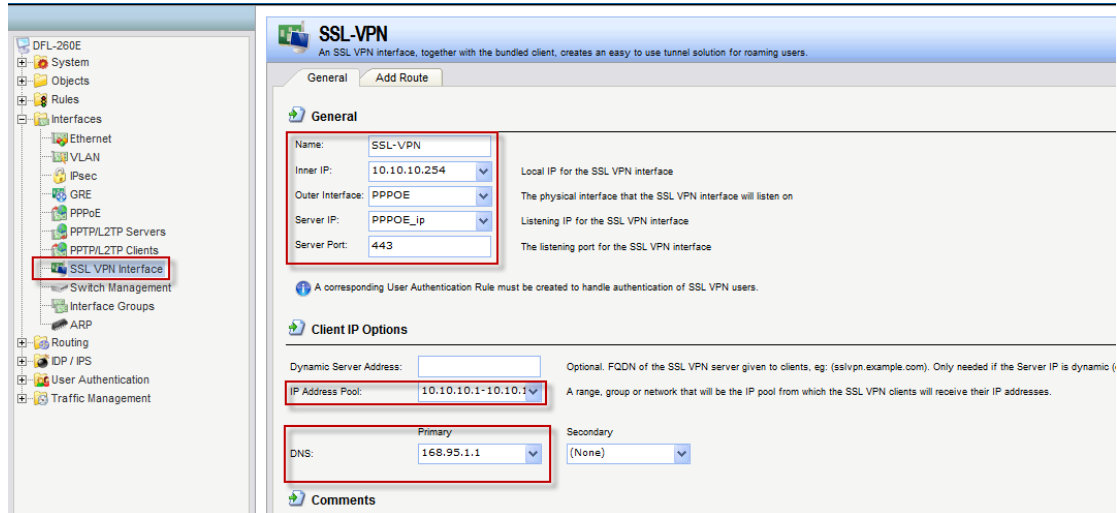 DFL-260E
System
Objects
Rules
Interfaces
Ethernet
VLAN
IPsec
GRE
PPPoE
PPTP/L2TP Servers
PPTP/L2TP Clients
SSL VPN Interface
Switch Management
Interface Groups
ARP
Routing
IDP / IPS
User Authentication
Traffic Management
SSL-VPN
An SSL VPN interface, together with the bundled client, creates an easy to use tunnel solution for roaming users.
General Add Route
General
Name: SSL-VPN
Inner IP: 10.10.10.254 Local IP for the SSL VPN interface
Outer Interface: PPPOE The physical interface that the SSL VPN interface will listen on
Server IP: PPPOE_ip Listening IP for the SSL VPN interface
Server Port: 443 The listening port for the SSL VPN interface
A corresponding User Authentication Rule must be created to handle authentication of SSL VPN users.
Client IP Options
Dynamic Server Address: Optional. FQDN of the SSL VPN server given to clients, eg: (sslvpn.example.com). Only needed if the Server IP is dynamic (
IP Address Pool: 10.10.10.1-10.10.1 A range, group or network that will be the IP pool from which the SSL VPN clients will receive their IP addresses.
Primary Secondary
DNS: 168.95.1.1 (None)
Comments